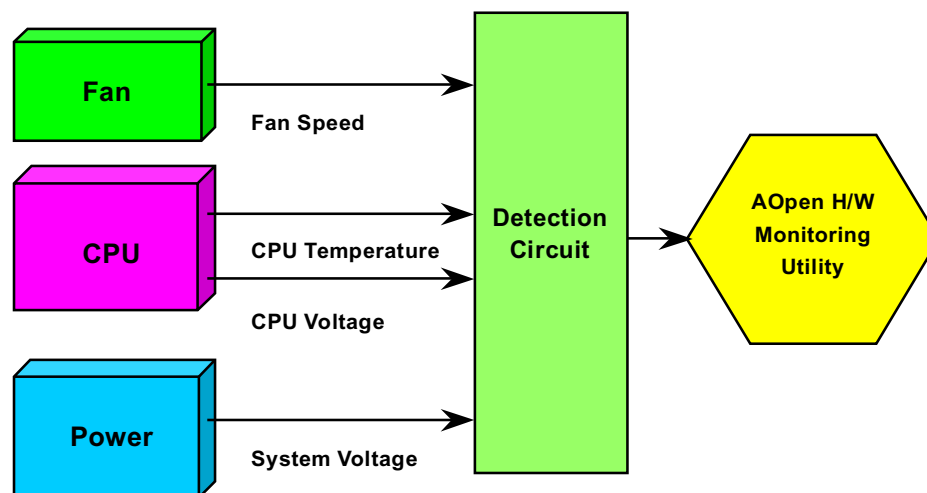 Fan
Fan Speed
CPU
CPU Temperature
CPU Voltage
Power
System Voltage
Detection
Circuit
AOpen H/W
Monitoring
Utility